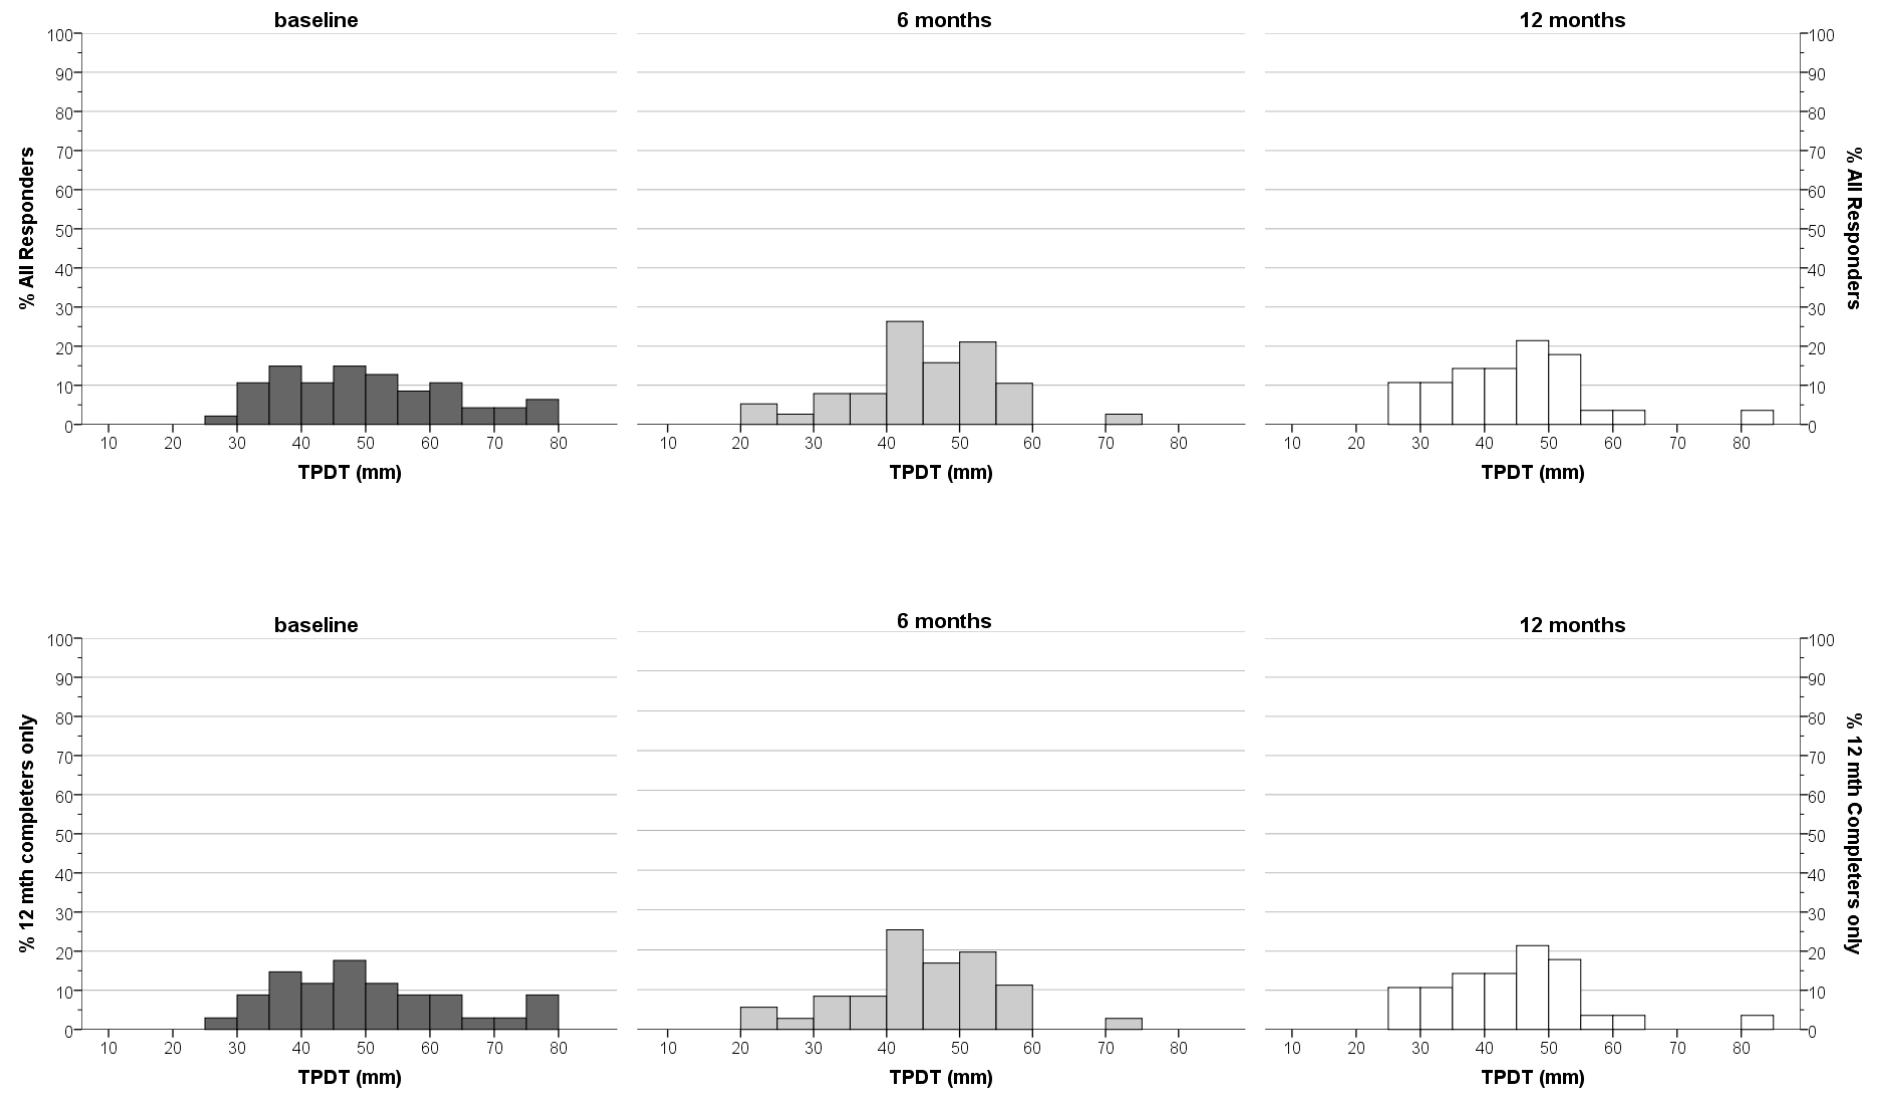 baseline 6 months 12 months
% All Responders
100
90
80
70
60
50
40
30
20
10
0
10 20 30 40 50 60 70 80
TPDT (mm)
10 20 30 40 50 60 70 80
TPDT (mm)
10 20 30 40 50 60 70 80
TPDT (mm)
100
90
80
70
60
50
40
30
20
10
0
% All Responders
baseline 6 months 12 months
% 12 mth completers only
100
90
80
70
60
50
40
30
20
10
0
10 20 30 40 50 60 70 80
TPDT (mm)
10 20 30 40 50 60 70 80
TPDT (mm)
10 20 30 40 50 60 70 80
TPDT (mm)
100
90
80
70
60
50
40
30
20
10
0
% 12 mth Completers only